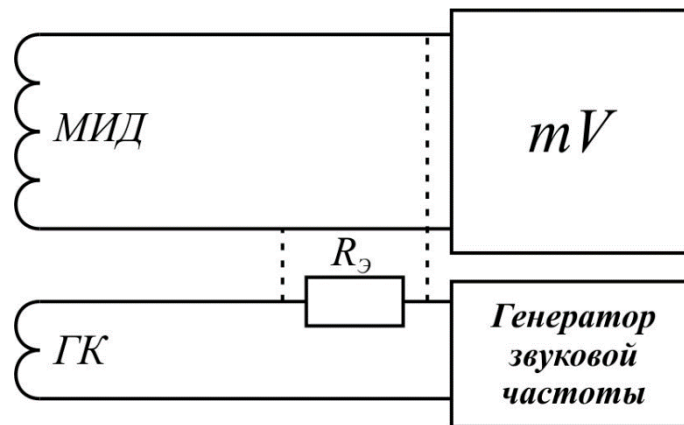 МИД
mV
Rэ
ГК
Генератор
звуковой
частоты